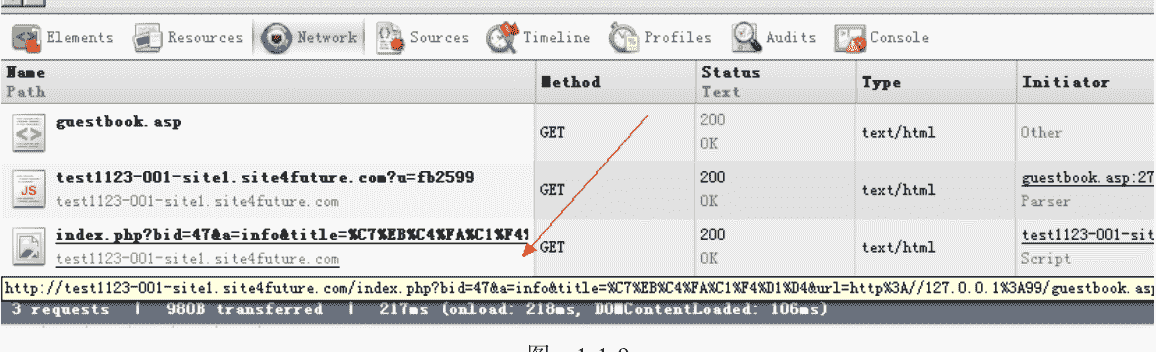 Elements Resources Network Sources Timeline Profiles Audits Console
Name Method Status Type Initiator
Path Text
guestbook.asp GET 200 text/html Other
OK
test1123-001-site1.site4future.com?u=fb2599 GET 200 text/html guestbook.asp:27
test1123-001-site1.site4future.com OK Parser
index.php?bid=47&a=info&title=%C7%EB%C4%FA%C1%F4% GET 200 text/html test1123-001-sit
test1123-001-site1.site4future.com OK Script
http://test1123-001-site1.site4future.com/index.php?bid=47&a=info&title=%C7%EB%C4%FA%C1%F4%D1%D4&url=http%3A//127.0.0.1%3A99/guestbook.asp
3 requests | 980B transferred | 217ms (onload: 218ms, DOMContentLoaded: 106ms)